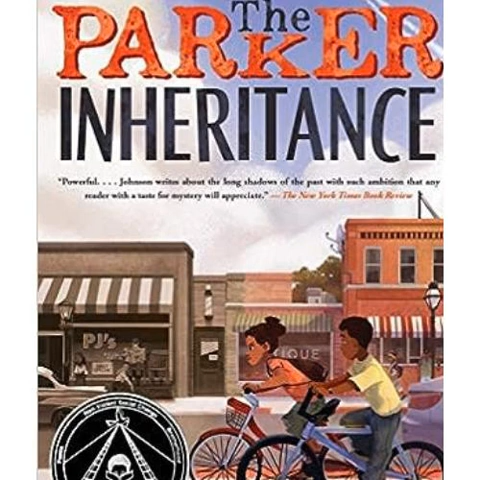 The
PARKER
INHERITANCE
"Powerful. . . . Johnson writes about the long shadows of the past with such ambition that any
reader with a taste for mystery will appreciate." — The New York Times Book Review
PJ's
IQUE